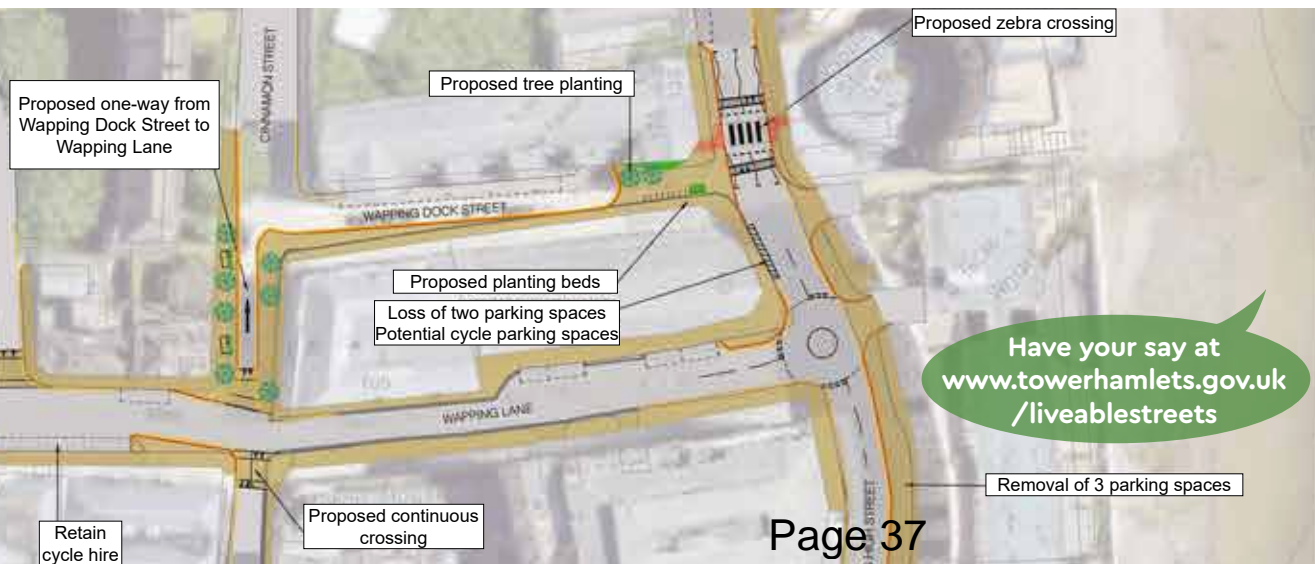 Proposed zebra crossing
Proposed tree planting
Proposed one-way from
Wapping Dock Street to
Wapping Lane
CINNAMON STREET
WAPPING DOCK STREET
Proposed planting beds
Loss of two parking spaces
Potential cycle parking spaces
Have your say at
www.towerhamlets.gov.uk
/liveablestreets
WAPPING LANE
Removal of 3 parking spaces
Proposed continuous
crossing
Retain
cycle hire
Page 37
STREET